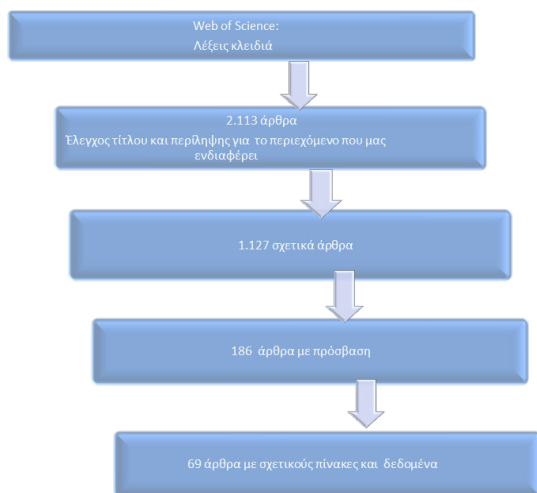 Web of Science:
Λέξεις κλειδιά
2.113 άρθρα
Έλεγχος τίτλου και περίληψης για το περιεχόμενο που μας
ενδιαφέρει
1.127 σχετικά άρθρα
186 άρθρα με πρόσβαση
69 άρθρα με σχετικούς πίνακες και δεδομένα